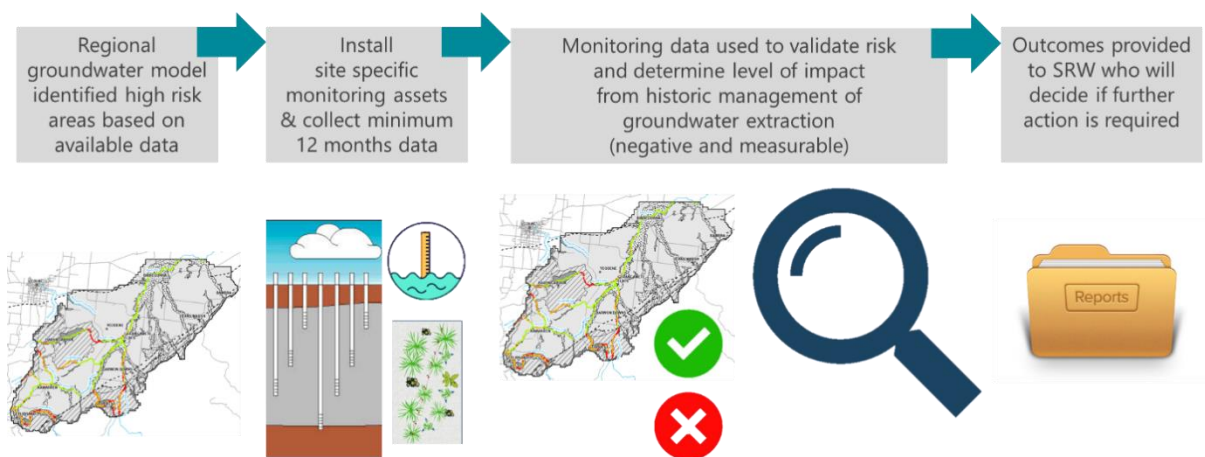 Regional
groundwater model
identified high risk
areas based on
available data
Install
site specific
monitoring assets
& collect minimum
12 months data
Monitoring data used to validate risk
and determine level of impact
from historic management of
groundwater extraction
(negative and measurable)
Outcomes provided
to SRW who will
decide if further
action is required
Reports